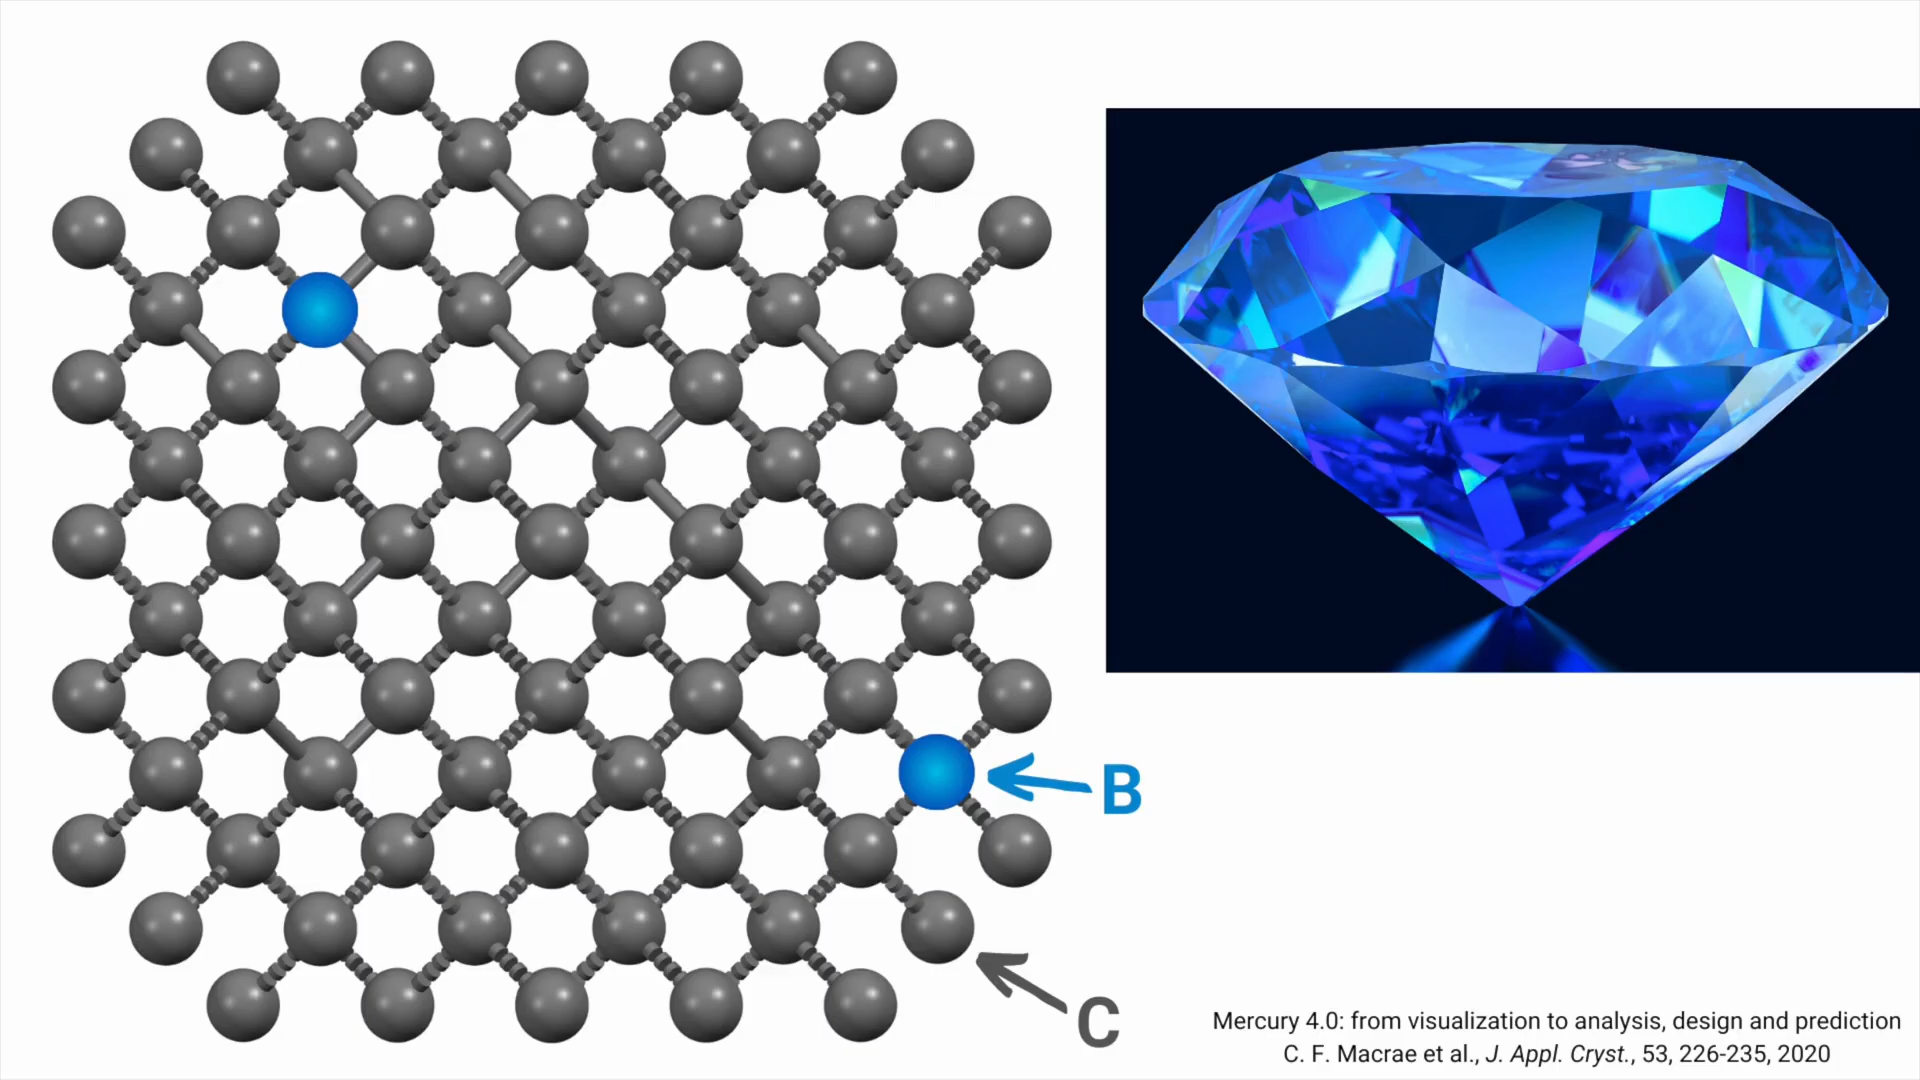 B
C
Mercury 4.0: from visualization to analysis, design and prediction
C. F. Macrae et al., J. Appl. Cryst., 53, 226-235, 2020